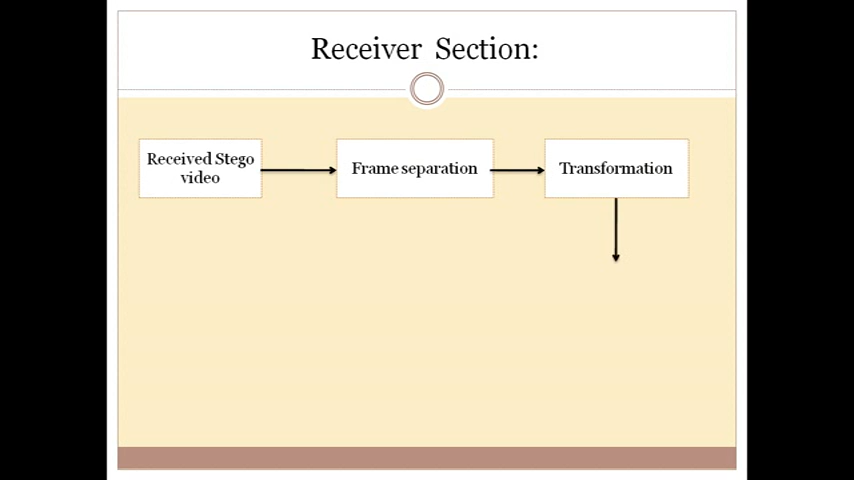 Receiver Section:
Received Stego
video
Frame separation
Transformation